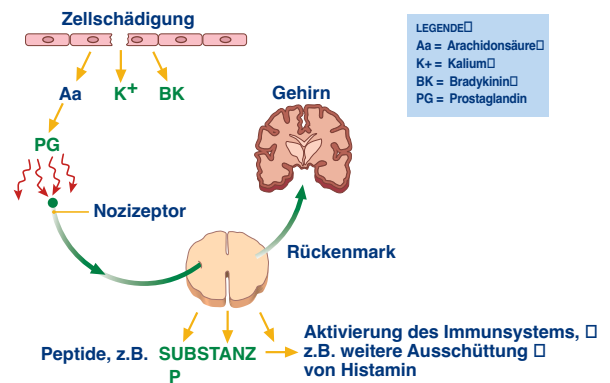 Zellschädigung
Aa K+ BK
PG
Nozizeptor
Gehirn
Rückenmark
Peptide, z.B. SUBSTANZ
P
Aktivierung des Immunsystems, □
z.B. weitere Ausschüttung □
von Histamin
LEGENDE□
Aa = Arachidonsäure□
K+ = Kalium□
BK = Bradykinin□
PG = Prostaglandin